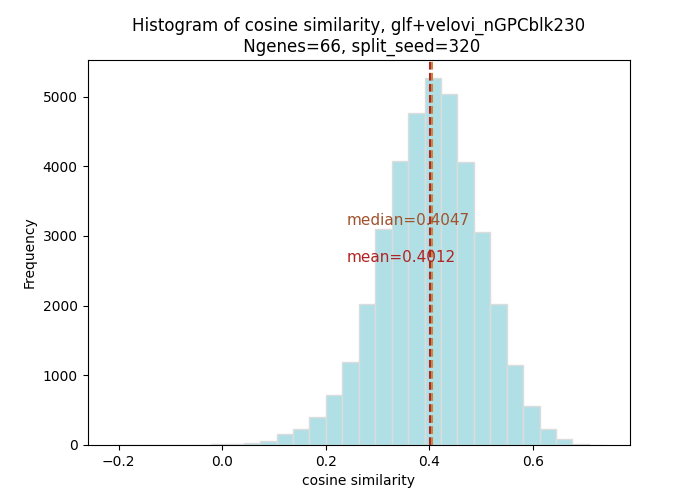 Histogram of cosine similarity, glf+velovi_nGPCblk230
Ngenes=66, split_seed=320
5000
4000
median=0.4047
3000
mean=0.4012
2000
1000
0
Frequency
−0.2 0.0 0.2 0.4 0.6
cosine similarity